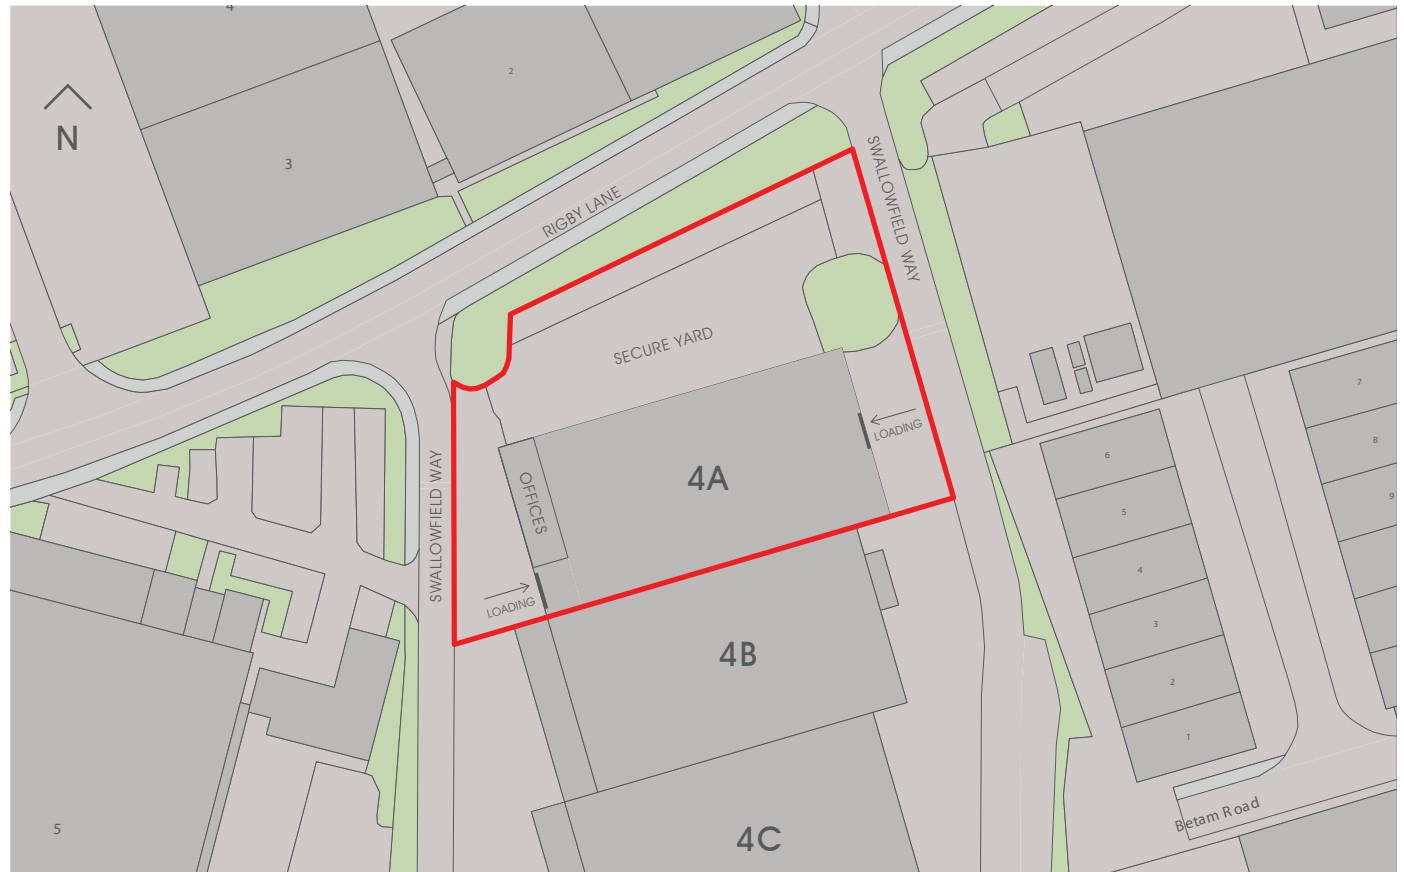 4
2
N
3
RIGBY LANE
SWALLOWFIELD WAY
SECURE YARD
7
LOADING
8
6
4A
OFFICES
9
5
SWALLOWFIELD WAY
4
LOADING
3
4B
2
1
Betam Road
5
4C